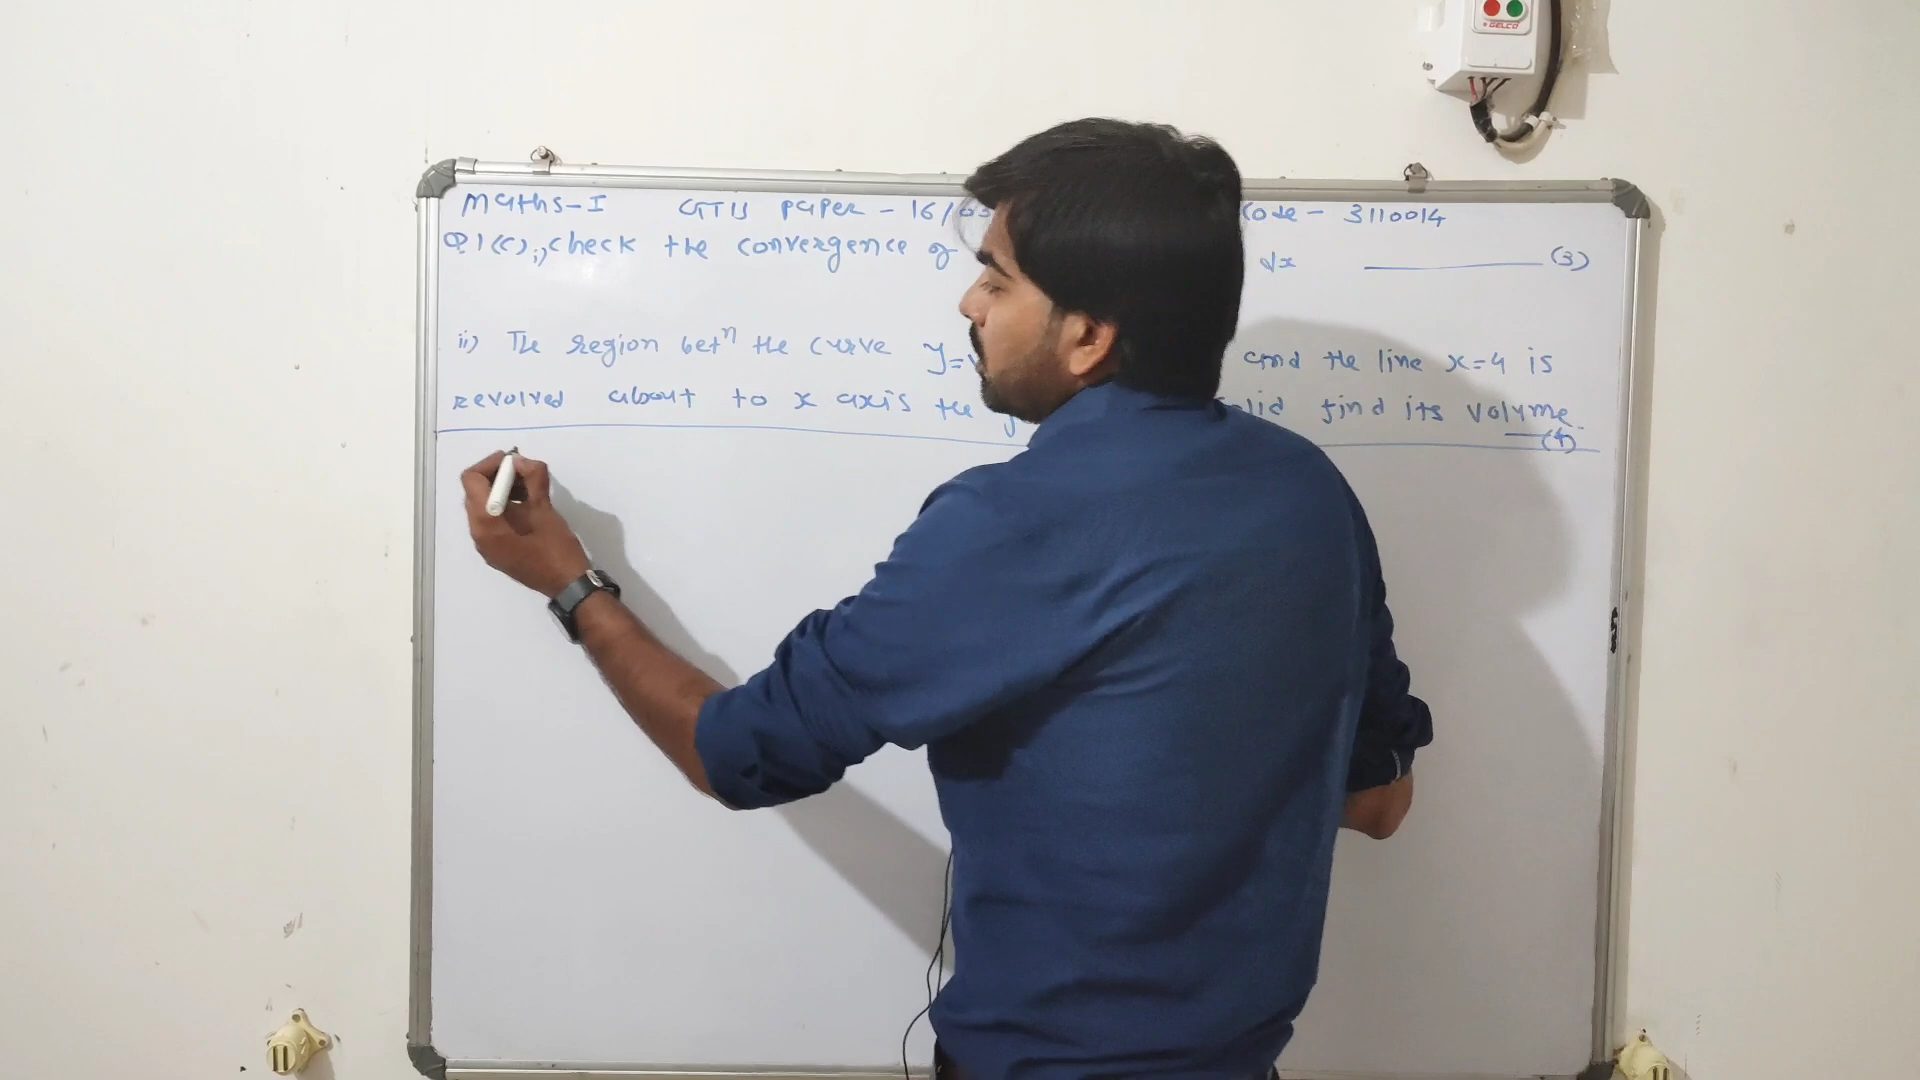 GELCO
Maths-I GTU paper - 16/03 Code - 3110014
Q1(C), i) check the convergence of dx (3)
ii) The region betⁿ the curve y= and the line x=4 is
revolved about to x axis the solid find its volume.
(4)